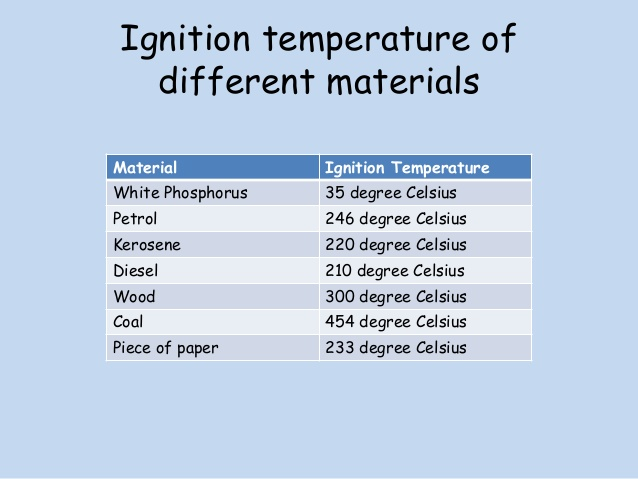 Ignition temperature of
different materials
Material Ignition Temperature
White Phosphorus 35 degree Celsius
Petrol 246 degree Celsius
Kerosene 220 degree Celsius
Diesel 210 degree Celsius
Wood 300 degree Celsius
Coal 454 degree Celsius
Piece of paper 233 degree Celsius